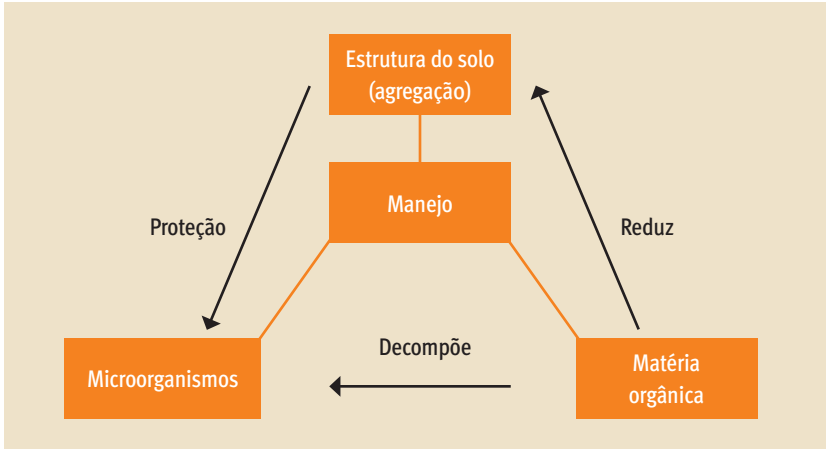 Estrutura do solo
(agregação)
Manejo
Proteção
Reduz
Decompõe
Microorganismos
Matéria
orgânica